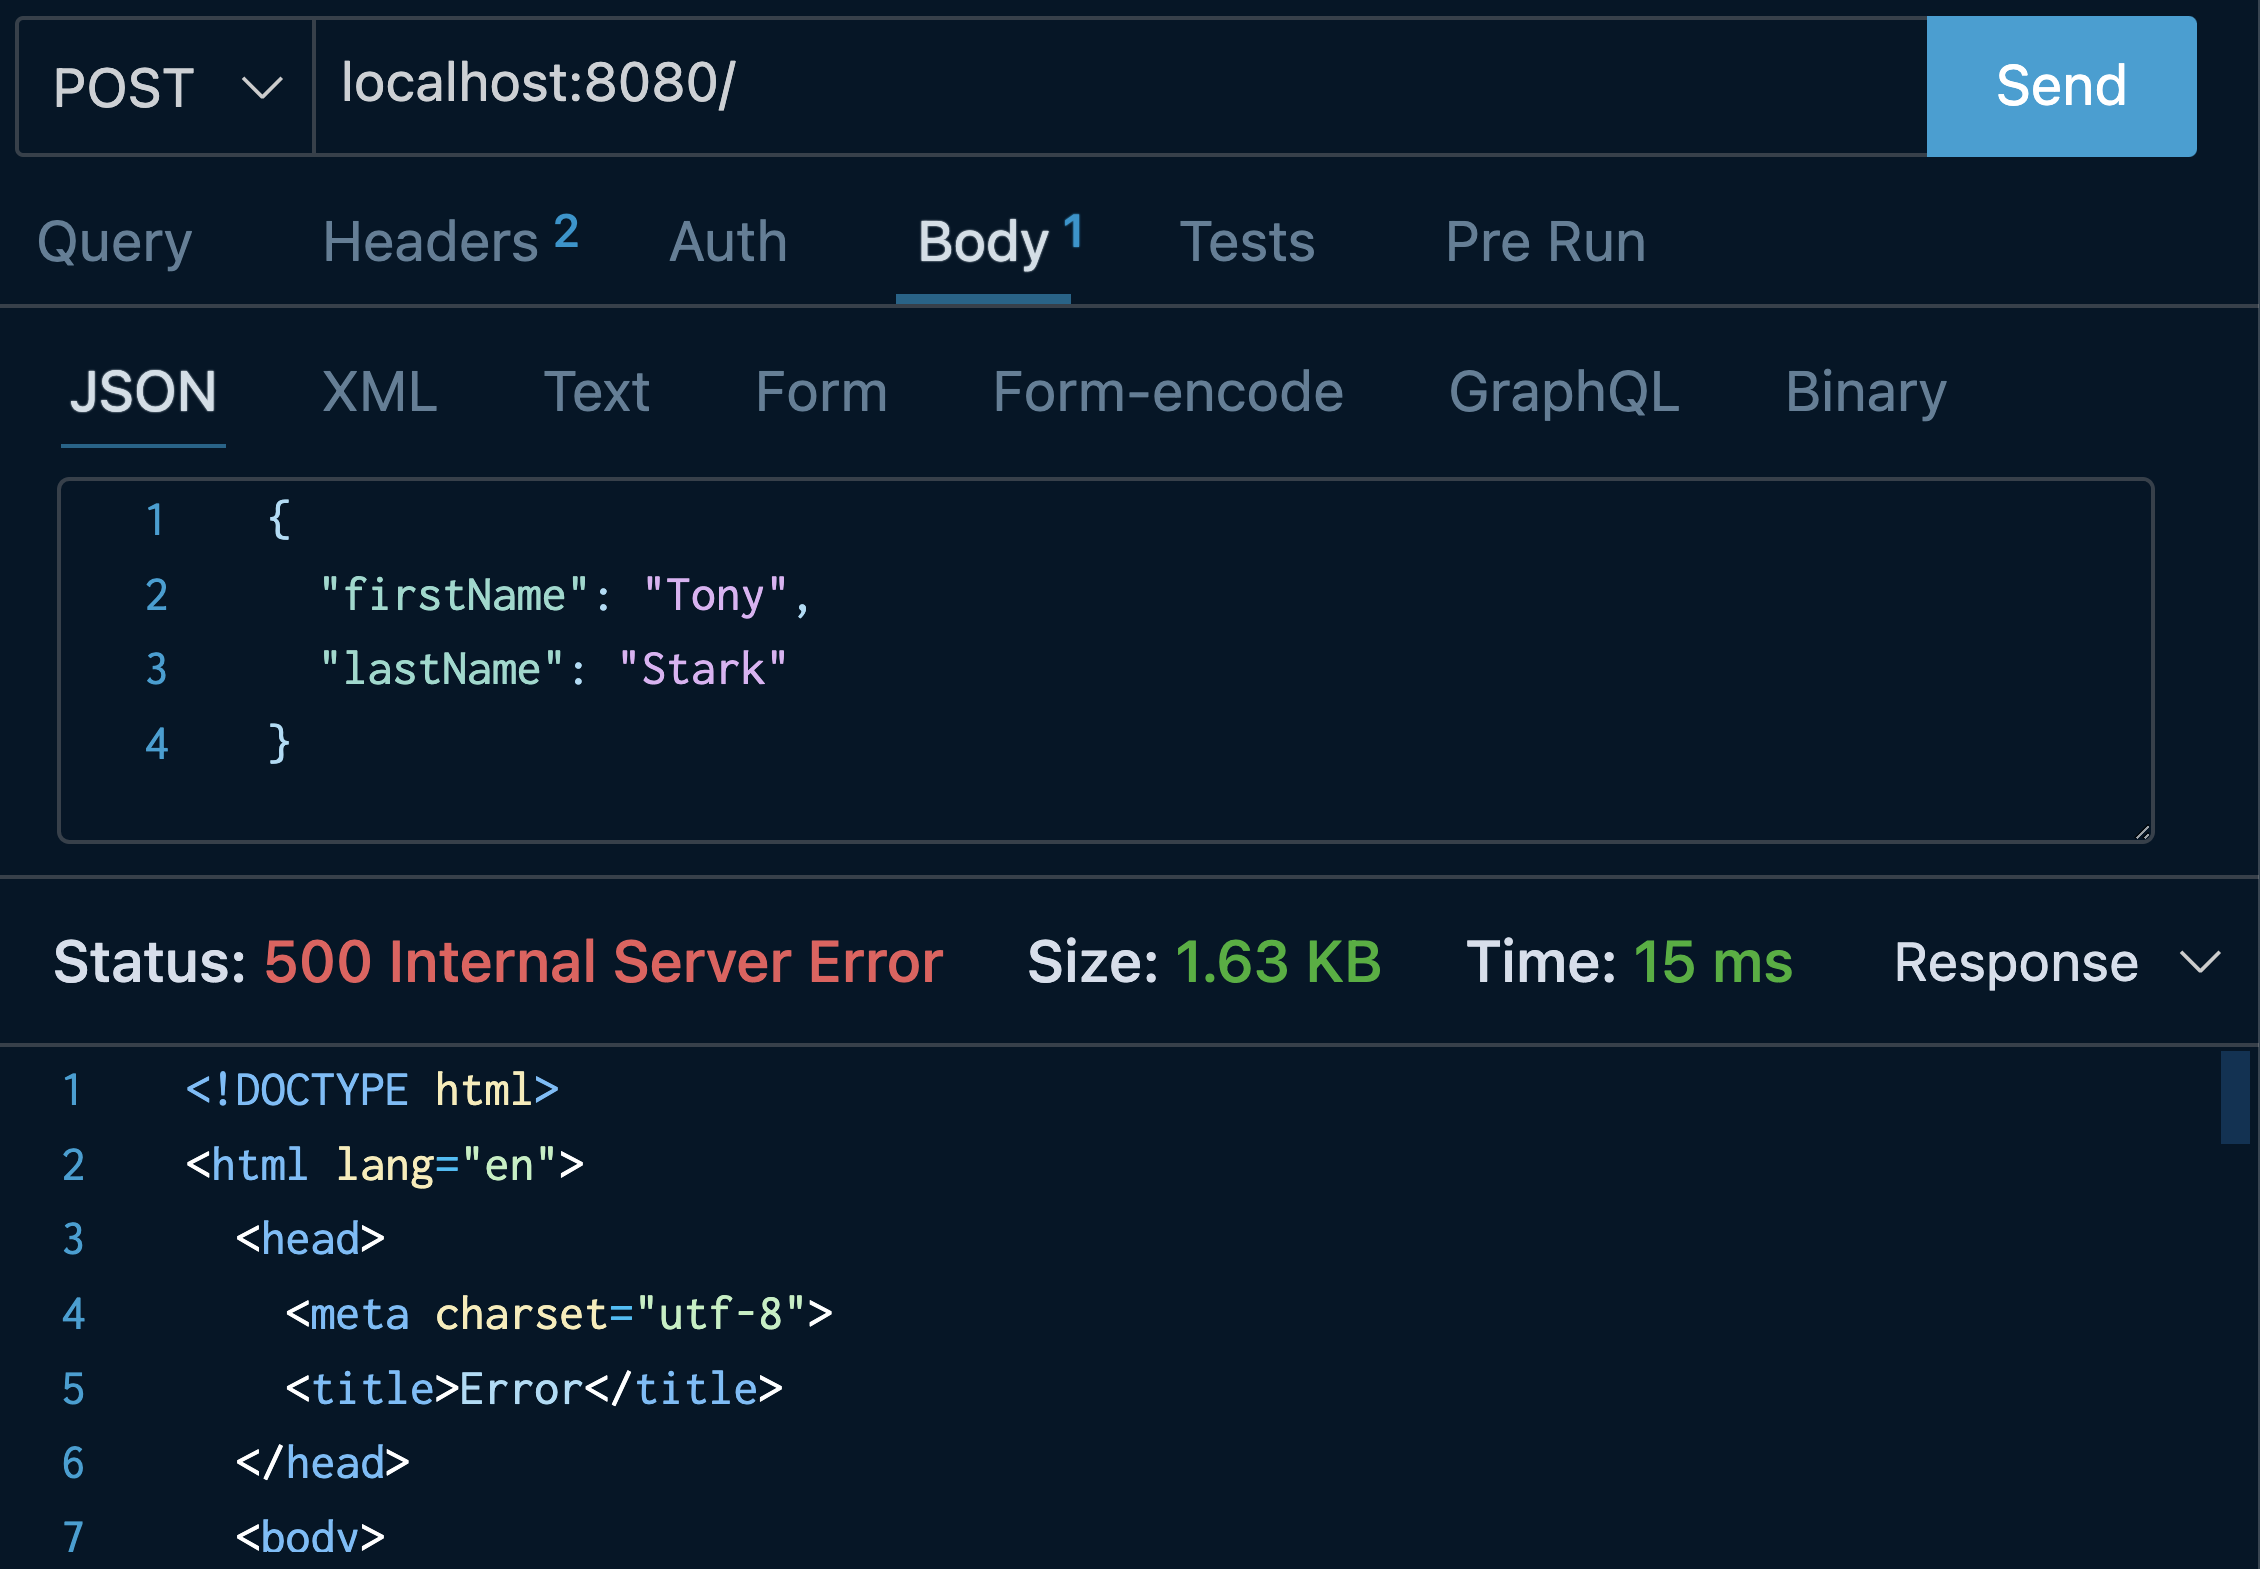 POST localhost:8080/ Send
Query Headers 2 Auth Body 1 Tests Pre Run
JSON XML Text Form Form-encode GraphQL Binary
1 {
2 "firstName": "Tony",
3 "lastName": "Stark"
4 }
Status: 500 Internal Server Error Size: 1.63 KB Time: 15 ms Response
1 <!DOCTYPE html>
2 <html lang="en">
3 <head>
4 <meta charset="utf-8">
5 <title>Error</title>
6 </head>
7 <body>